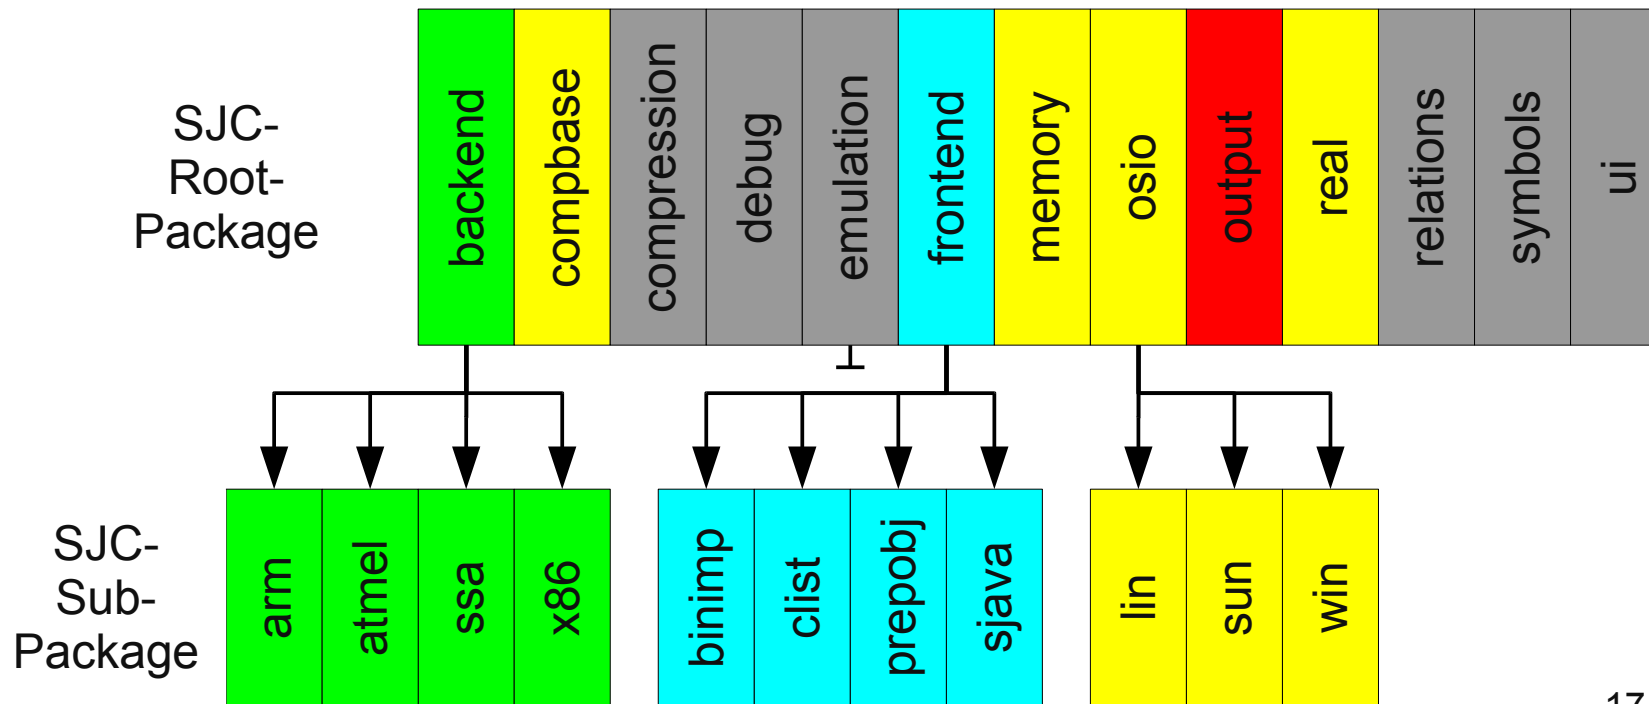 SJC-
Root-
Package
backend
compbase
compression
debug
emulation
frontend
memory
osio
output
real
relations
symbols
ui
SJC-
Sub-
Package
arm
atmel
ssa
x86
binimp
clist
prepobj
sjava
lin
sun
win
17